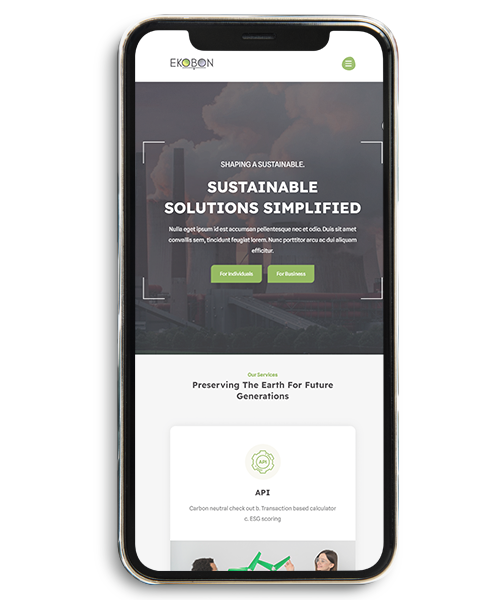 EKOBON
SHAPING A SUSTAINABLE.
SUSTAINABLE
SOLUTIONS SIMPLIFIED
Nulla eget ipsum id est accumsan pellentesque nec et odio. Duis sit amet
convallis sem, tincidunt feugiat lorem. Nunc porttitor arcu ac dui aliquam
efficitur.
For Individuals For Business
Our Services
Preserving The Earth For Future
Generations
API
API
Carbon neutral check out b. Transaction based calculator
c. ESG scoring